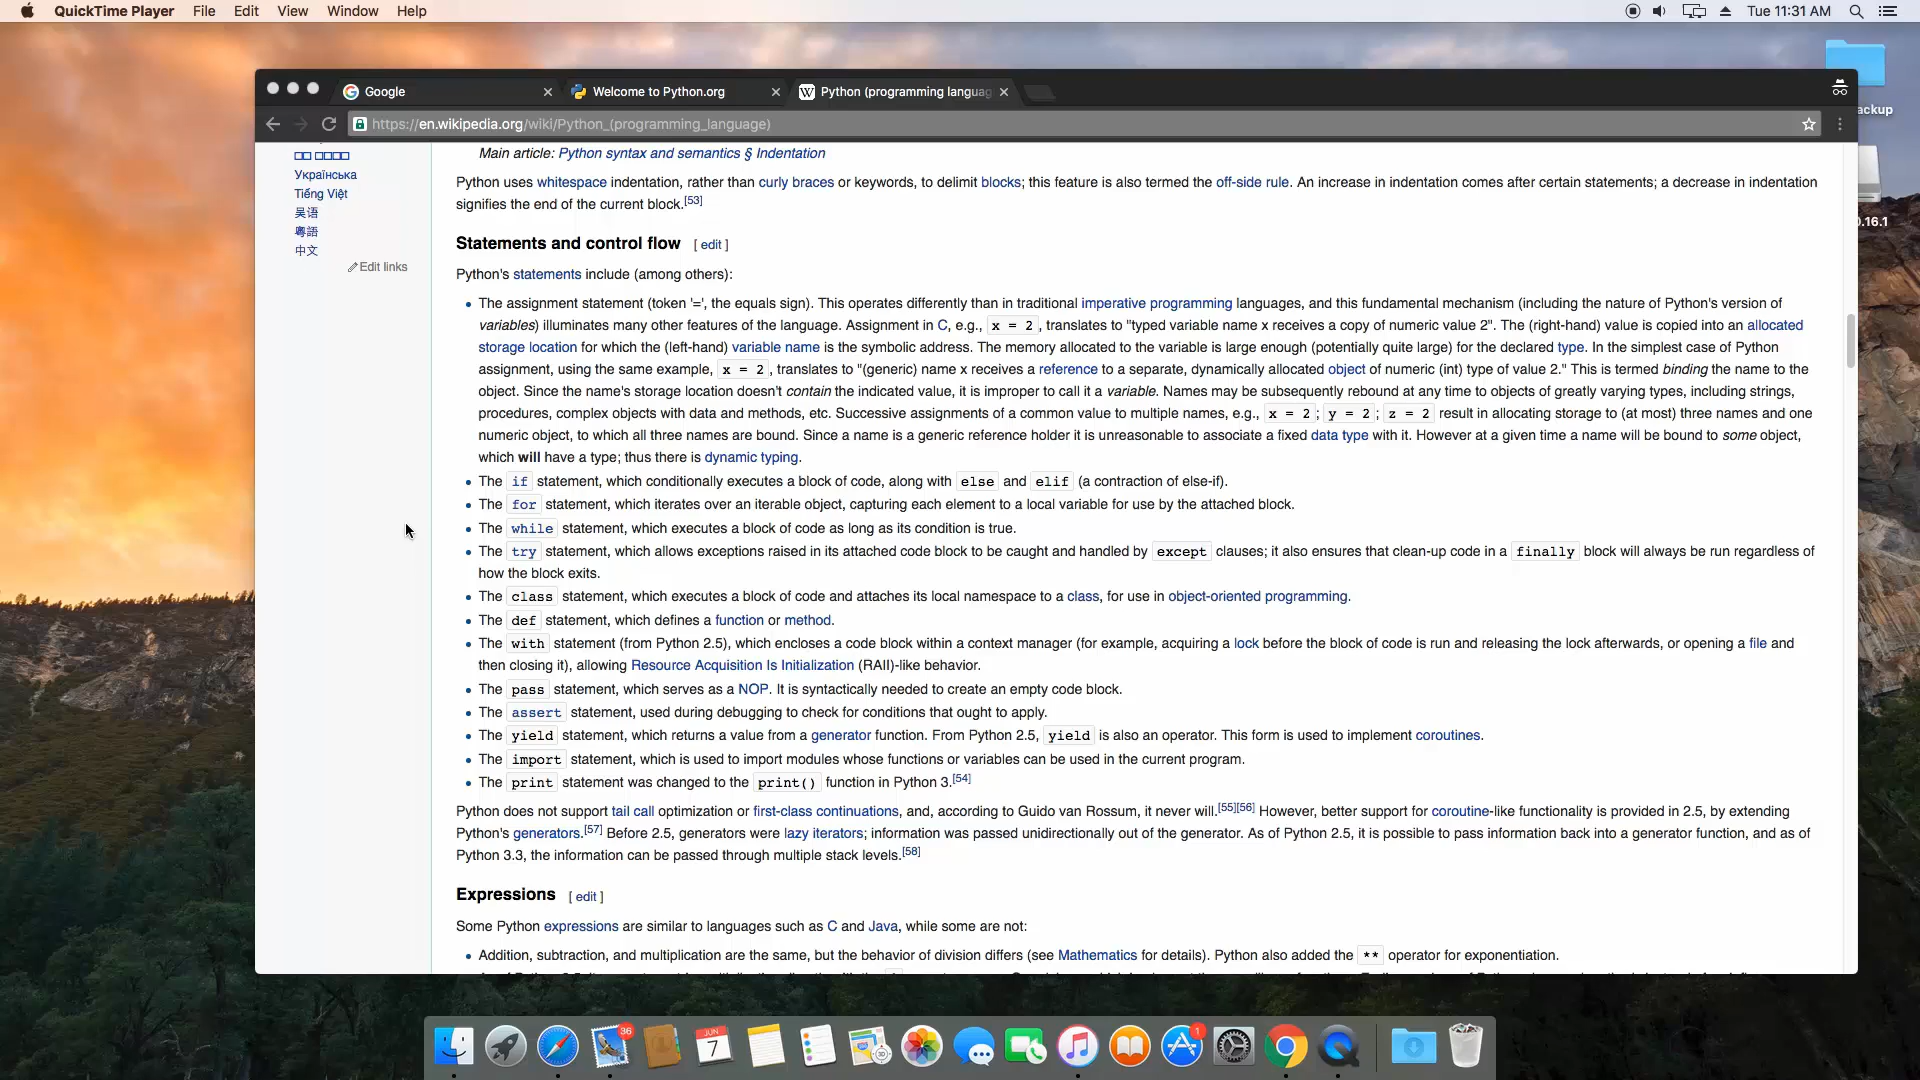 QuickTime Player File Edit View Window Help Tue 11:31 AM
Google Welcome to Python.org Python (programming languag
https://en.wikipedia.org/wiki/Python_(programming_language)
ackup
.16.1
Українська
Tiếng Việt
吴语
粵語
中文
Edit links
Main article: Python syntax and semantics § Indentation
Python uses whitespace indentation, rather than curly braces or keywords, to delimit blocks; this feature is also termed the off-side rule. An increase in indentation comes after certain statements; a decrease in indentation
signifies the end of the current block.[53]
Statements and control flow [ edit ]
Python's statements include (among others):
The assignment statement (token '=', the equals sign). This operates differently than in traditional imperative programming languages, and this fundamental mechanism (including the nature of Python's version of
variables) illuminates many other features of the language. Assignment in C, e.g., x = 2, translates to "typed variable name x receives a copy of numeric value 2". The (right-hand) value is copied into an allocated
storage location for which the (left-hand) variable name is the symbolic address. The memory allocated to the variable is large enough (potentially quite large) for the declared type. In the simplest case of Python
assignment, using the same example, x = 2, translates to "(generic) name x receives a reference to a separate, dynamically allocated object of numeric (int) type of value 2." This is termed binding the name to the
object. Since the name's storage location doesn't contain the indicated value, it is improper to call it a variable. Names may be subsequently rebound at any time to objects of greatly varying types, including strings,
procedures, complex objects with data and methods, etc. Successive assignments of a common value to multiple names, e.g., x = 2; y = 2; z = 2 result in allocating storage to (at most) three names and one
numeric object, to which all three names are bound. Since a name is a generic reference holder it is unreasonable to associate a fixed data type with it. However at a given time a name will be bound to some object,
which will have a type; thus there is dynamic typing.
The if statement, which conditionally executes a block of code, along with else and elif (a contraction of else-if).
The for statement, which iterates over an iterable object, capturing each element to a local variable for use by the attached block.
The while statement, which executes a block of code as long as its condition is true.
The try statement, which allows exceptions raised in its attached code block to be caught and handled by except clauses; it also ensures that clean-up code in a finally block will always be run regardless of
how the block exits.
The class statement, which executes a block of code and attaches its local namespace to a class, for use in object-oriented programming.
The def statement, which defines a function or method.
The with statement (from Python 2.5), which encloses a code block within a context manager (for example, acquiring a lock before the block of code is run and releasing the lock afterwards, or opening a file and
then closing it), allowing Resource Acquisition Is Initialization (RAII)-like behavior.
The pass statement, which serves as a NOP. It is syntactically needed to create an empty code block.
The assert statement, used during debugging to check for conditions that ought to apply.
The yield statement, which returns a value from a generator function. From Python 2.5, yield is also an operator. This form is used to implement coroutines.
The import statement, which is used to import modules whose functions or variables can be used in the current program.
The print statement was changed to the print() function in Python 3.[54]
Python does not support tail call optimization or first-class continuations, and, according to Guido van Rossum, it never will.[55][56] However, better support for coroutine-like functionality is provided in 2.5, by extending
Python's generators.[57] Before 2.5, generators were lazy iterators; information was passed unidirectionally out of the generator. As of Python 2.5, it is possible to pass information back into a generator function, and as of
Python 3.3, the information can be passed through multiple stack levels.[58]
Expressions [ edit ]
Some Python expressions are similar to languages such as C and Java, while some are not:
Addition, subtraction, and multiplication are the same, but the behavior of division differs (see Mathematics for details). Python also added the ** operator for exponentiation.
36
JUN
7
1